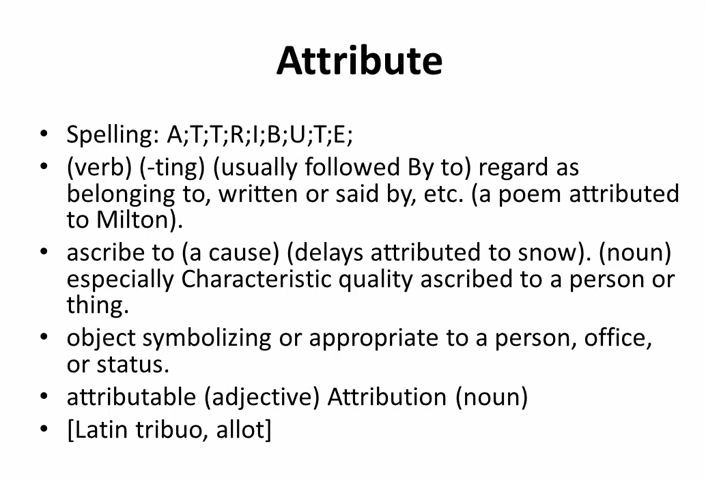 Attribute
• Spelling: A;T;T;R;I;B;U;T;E;
• (verb) (-ting) (usually followed By to) regard as
belonging to, written or said by, etc. (a poem attributed
to Milton).
• ascribe to (a cause) (delays attributed to snow). (noun)
especially Characteristic quality ascribed to a person or
thing.
• object symbolizing or appropriate to a person, office,
or status.
• attributable (adjective) Attribution (noun)
• [Latin tribuo, allot]